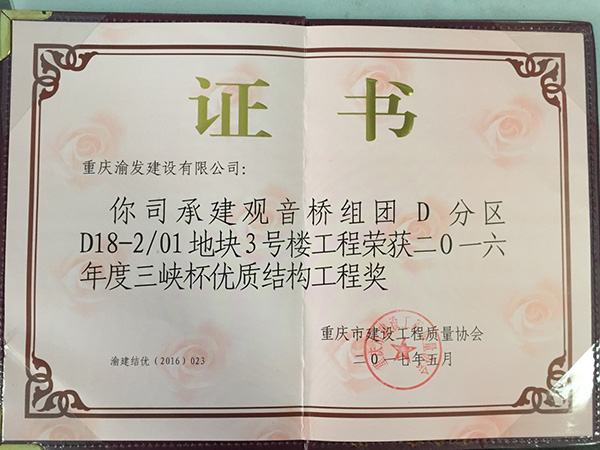 证书
重庆渝发建设有限公司：
你司承建观音桥组团 D 分区
D18-2/01地块3号楼工程荣获二0一六
年度三峡杯优质结构工程奖
重庆市建设工程质量协会
渝建结优（2016）023
二0一七年五月